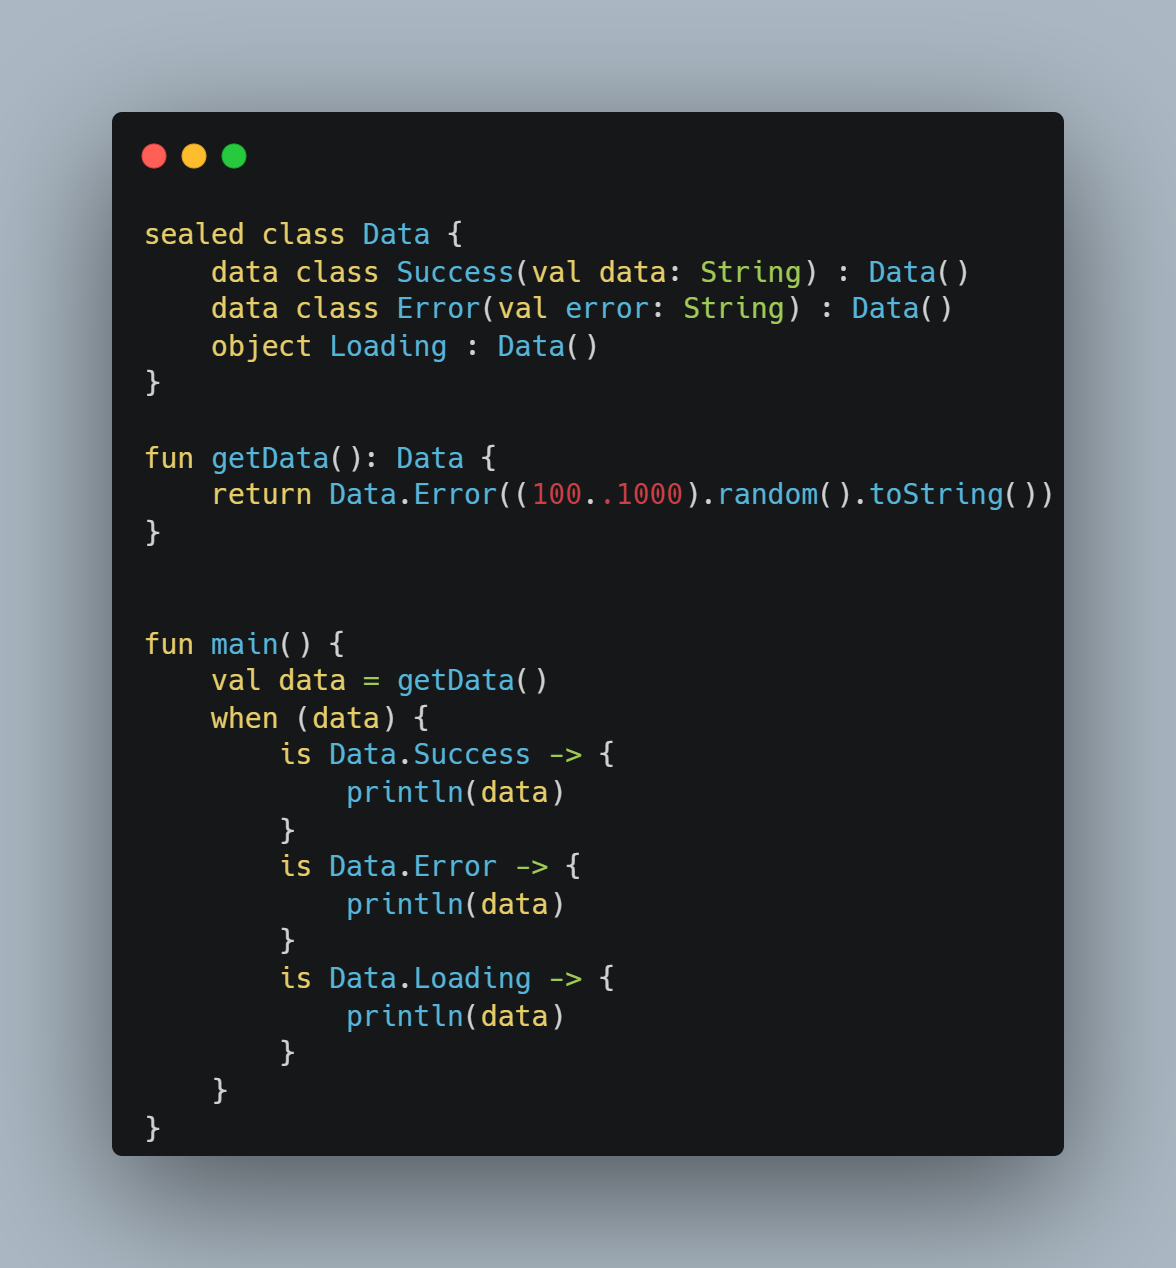 sealed class Data {
    data class Success(val data: String) : Data()
    data class Error(val error: String) : Data()
    object Loading : Data()
}

fun getData(): Data {
    return Data.Error((100..1000).random().toString())
}


fun main() {
    val data = getData()
    when (data) {
        is Data.Success -> {
            println(data)
        }
        is Data.Error -> {
            println(data)
        }
        is Data.Loading -> {
            println(data)
        }
    }
}